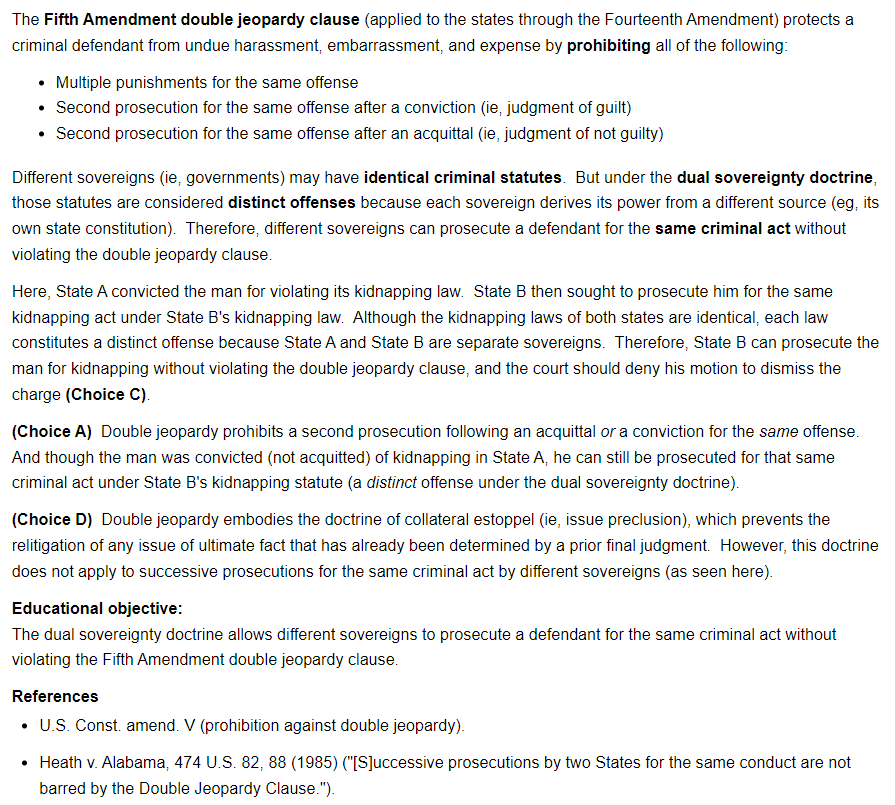 The Fifth Amendment double jeopardy clause (applied to the states through the Fourteenth Amendment) protects a
criminal defendant from undue harassment, embarrassment, and expense by prohibiting all of the following:
• Multiple punishments for the same offense
• Second prosecution for the same offense after a conviction (ie, judgment of guilt)
• Second prosecution for the same offense after an acquittal (ie, judgment of not guilty)
Different sovereigns (ie, governments) may have identical criminal statutes.  But under the dual sovereignty doctrine,
those statutes are considered distinct offenses because each sovereign derives its power from a different source (eg, its
own state constitution).  Therefore, different sovereigns can prosecute a defendant for the same criminal act without
violating the double jeopardy clause.
Here, State A convicted the man for violating its kidnapping law.  State B then sought to prosecute him for the same
kidnapping act under State B's kidnapping law.  Although the kidnapping laws of both states are identical, each law
constitutes a distinct offense because State A and State B are separate sovereigns.  Therefore, State B can prosecute the
man for kidnapping without violating the double jeopardy clause, and the court should deny his motion to dismiss the
charge (Choice C).
(Choice A)  Double jeopardy prohibits a second prosecution following an acquittal or a conviction for the same offense.
And though the man was convicted (not acquitted) of kidnapping in State A, he can still be prosecuted for that same
criminal act under State B's kidnapping statute (a distinct offense under the dual sovereignty doctrine).
(Choice D)  Double jeopardy embodies the doctrine of collateral estoppel (ie, issue preclusion), which prevents the
relitigation of any issue of ultimate fact that has already been determined by a prior final judgment.  However, this doctrine
does not apply to successive prosecutions for the same criminal act by different sovereigns (as seen here).
Educational objective:
The dual sovereignty doctrine allows different sovereigns to prosecute a defendant for the same criminal act without
violating the Fifth Amendment double jeopardy clause.
References
• U.S. Const. amend. V (prohibition against double jeopardy).
• Heath v. Alabama, 474 U.S. 82, 88 (1985) ("[S]uccessive prosecutions by two States for the same conduct are not
barred by the Double Jeopardy Clause.").